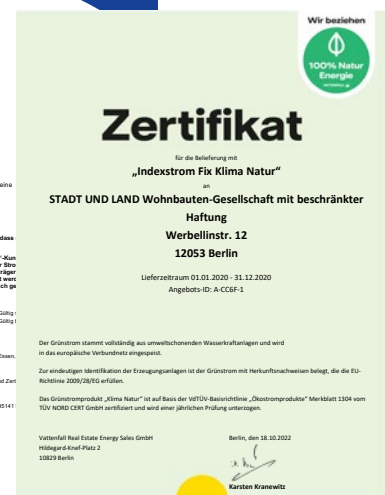 Wir beziehen
100% Natur
Energie
VATTENFALL
Zertifikat
für die Belieferung mit
„Indexstrom Fix Klima Natur“
an
STADT UND LAND Wohnbauten-Gesellschaft mit beschränkter
Haftung
Werbellinstr. 12
12053 Berlin
Lieferzeitraum 01.01.2020 - 31.12.2020
Angebots-ID: A-CC6F-1
Der Grünstrom stammt vollständig aus umweltschonenden Wasserkraftanlagen und wird
in das europäische Verbundnetz eingespeist.
Zur eindeutigen Identifikation der Erzeugungsanlagen ist der Grünstrom mit Herkunftsnachweisen belegt, die die EU-
Richtlinie 2009/28/EG erfüllen.
Das Grünstromprodukt „Klima Natur“ ist auf Basis der VdTÜV-Basisrichtlinie „Ökostromprodukte“ Merkblatt 1304 vom
TÜV NORD CERT GmbH zertifiziert und wird einer jährlichen Prüfung unterzogen.
Vattenfall Real Estate Energy Sales GmbH
Hildegard-Knef-Platz 2
10829 Berlin
Berlin, den 18.10.2022
Karsten Kranewitz
eine
dass
Gültig
Gültig
Essen,